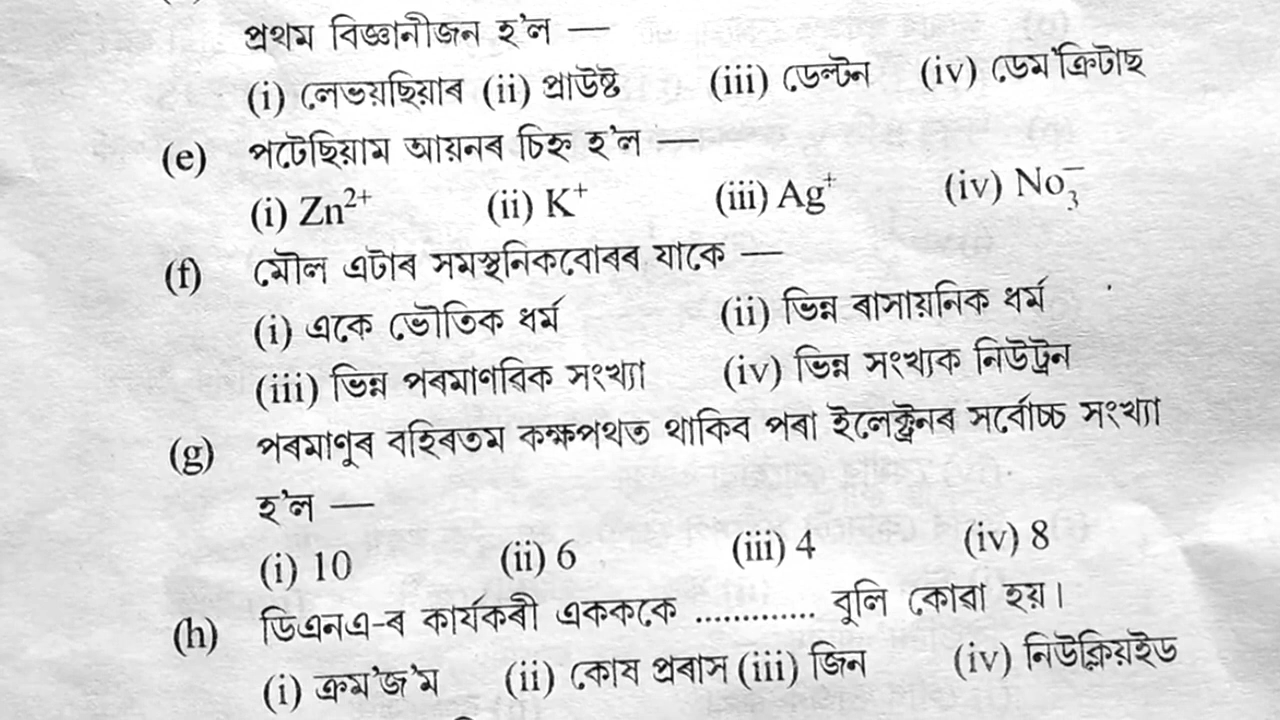 প্ৰথম বিজ্ঞানীজন হ'ল —
(i) লেভয়ছিয়াৰ (ii) প্ৰাউষ্ট (iii) ডেল্টন (iv) ডেম'ক্ৰিটাছ
(e) পটেছিয়াম আয়নৰ চিহ্ন হ'ল —
(i) Zn²⁺ (ii) K⁺ (iii) Ag⁺ (iv) No₃⁻
(f) মৌল এটাৰ সমস্থনিকবোৰৰ যাকে —
(i) একে ভৌতিক ধৰ্ম (ii) ভিন্ন ৰাসায়নিক ধৰ্ম
(iii) ভিন্ন পৰমাণৱিক সংখ্যা (iv) ভিন্ন সংখ্যক নিউট্ৰন
(g) পৰমাণুৰ বহিৰতম কক্ষপথত থাকিব পৰা ইলেক্ট্ৰনৰ সৰ্বোচ্চ সংখ্যা
হ'ল —
(i) 10 (ii) 6 (iii) 4 (iv) 8
(h) ডিএনএ-ৰ কাৰ্যকৰী একককে ............. বুলি কোৱা হয়।
(i) ক্ৰম'জ'ম (ii) কোষ প্ৰৰাস (iii) জিন (iv) নিউক্লিয়ইড